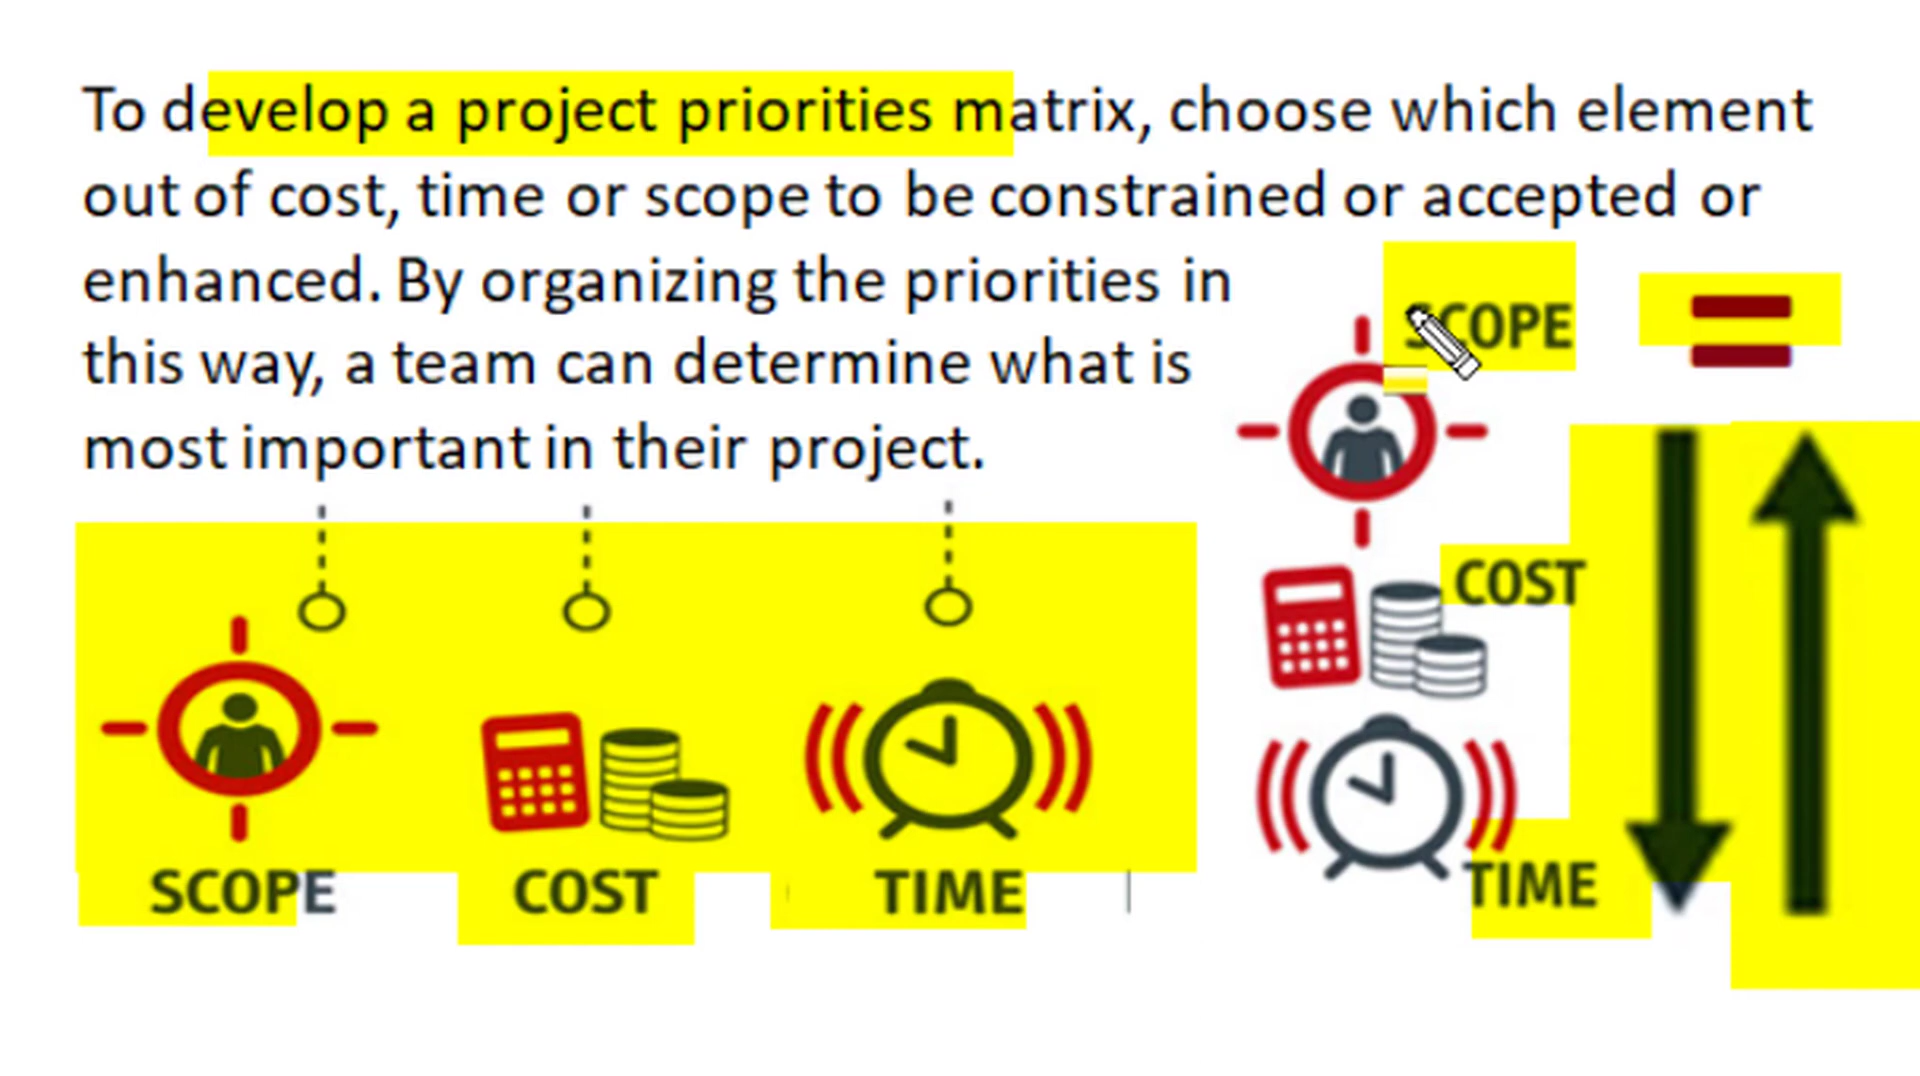 To develop a project priorities matrix, choose which element
out of cost, time or scope to be constrained or accepted or
enhanced. By organizing the priorities in
this way, a team can determine what is
most important in their project.
SCOPE
COST
TIME
SCOPE
COST
TIME